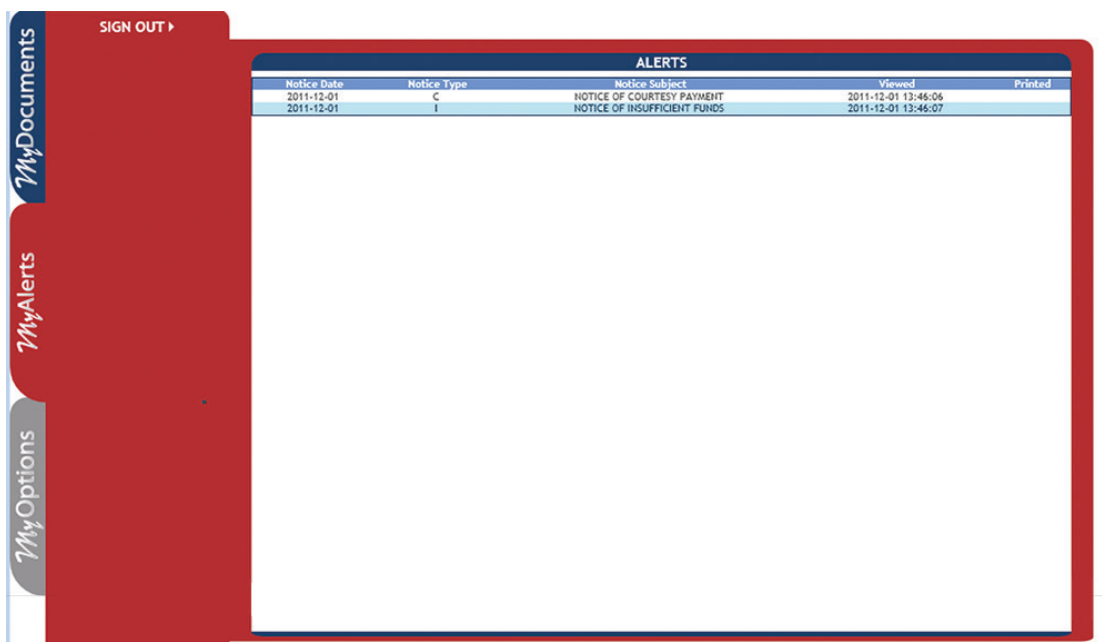 SIGN OUT
MyDocuments
MyAlerts
MyOptions
ALERTS
Notice Date Notice Type Notice Subject Viewed Printed
2011-12-01 C NOTICE OF COURTESY PAYMENT 2011-12-01 13:46:06
2011-12-01 I NOTICE OF INSUFFICIENT FUNDS 2011-12-01 13:46:07